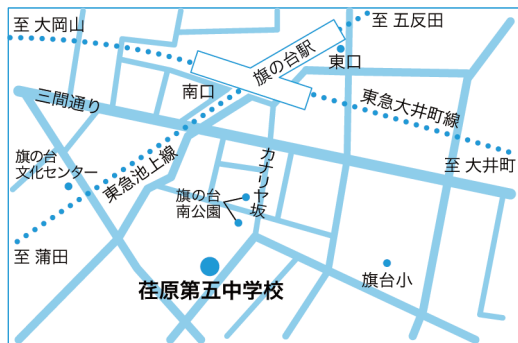 至 大岡山
至 五反田
旗の台駅
東口
南口
三間通り
東急大井町線
旗の台
文化センター
東急池上線
カナリヤ坂
至 大井町
旗の台
南公園
至 蒲田
旗台小
荏原第五中学校